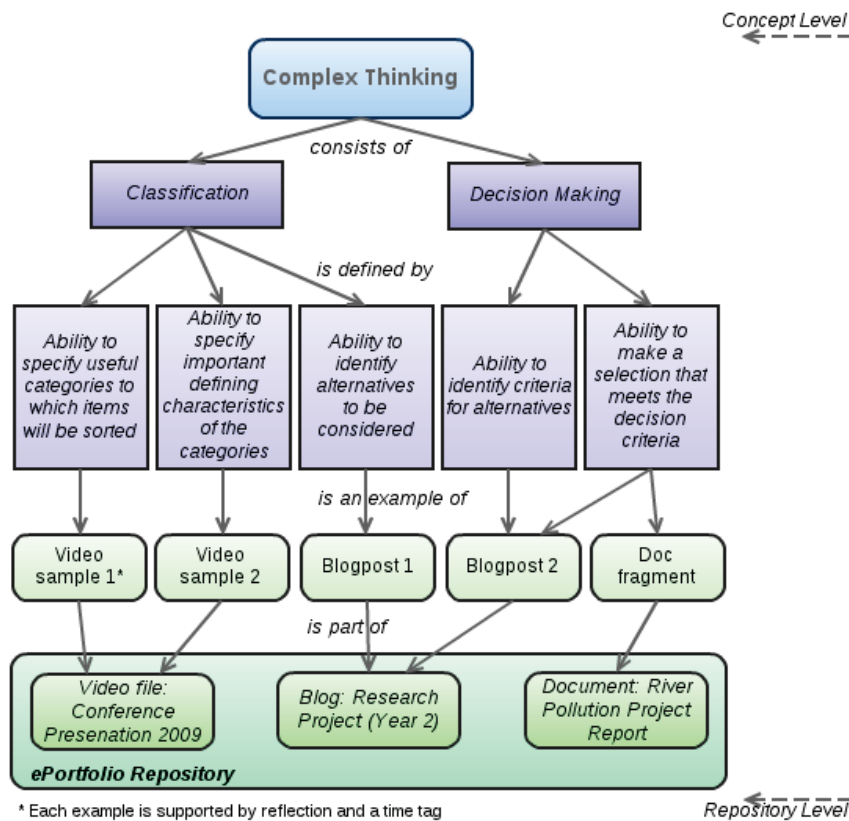 Concept Level
Complex Thinking
consists of
Classification
Decision Making
is defined by
Ability to
specify useful
categories to
which items
will be sorted
Ability to
specify
important
defining
characteristics
of the
categories
Ability to
identify
alternatives
to be
considered
Ability to
identify criteria
for alternatives
Ability to
make a
selection that
meets the
decision
criteria
is an example of
Video
sample 1*
Video
sample 2
Blogpost 1
Blogpost 2
Doc
fragment
is part of
Video file:
Conference
Presenation 2009
Blog: Research
Project (Year 2)
Document: River
Pollution Project
Report
ePortfolio Repository
* Each example is supported by reflection and a time tag
Repository Level